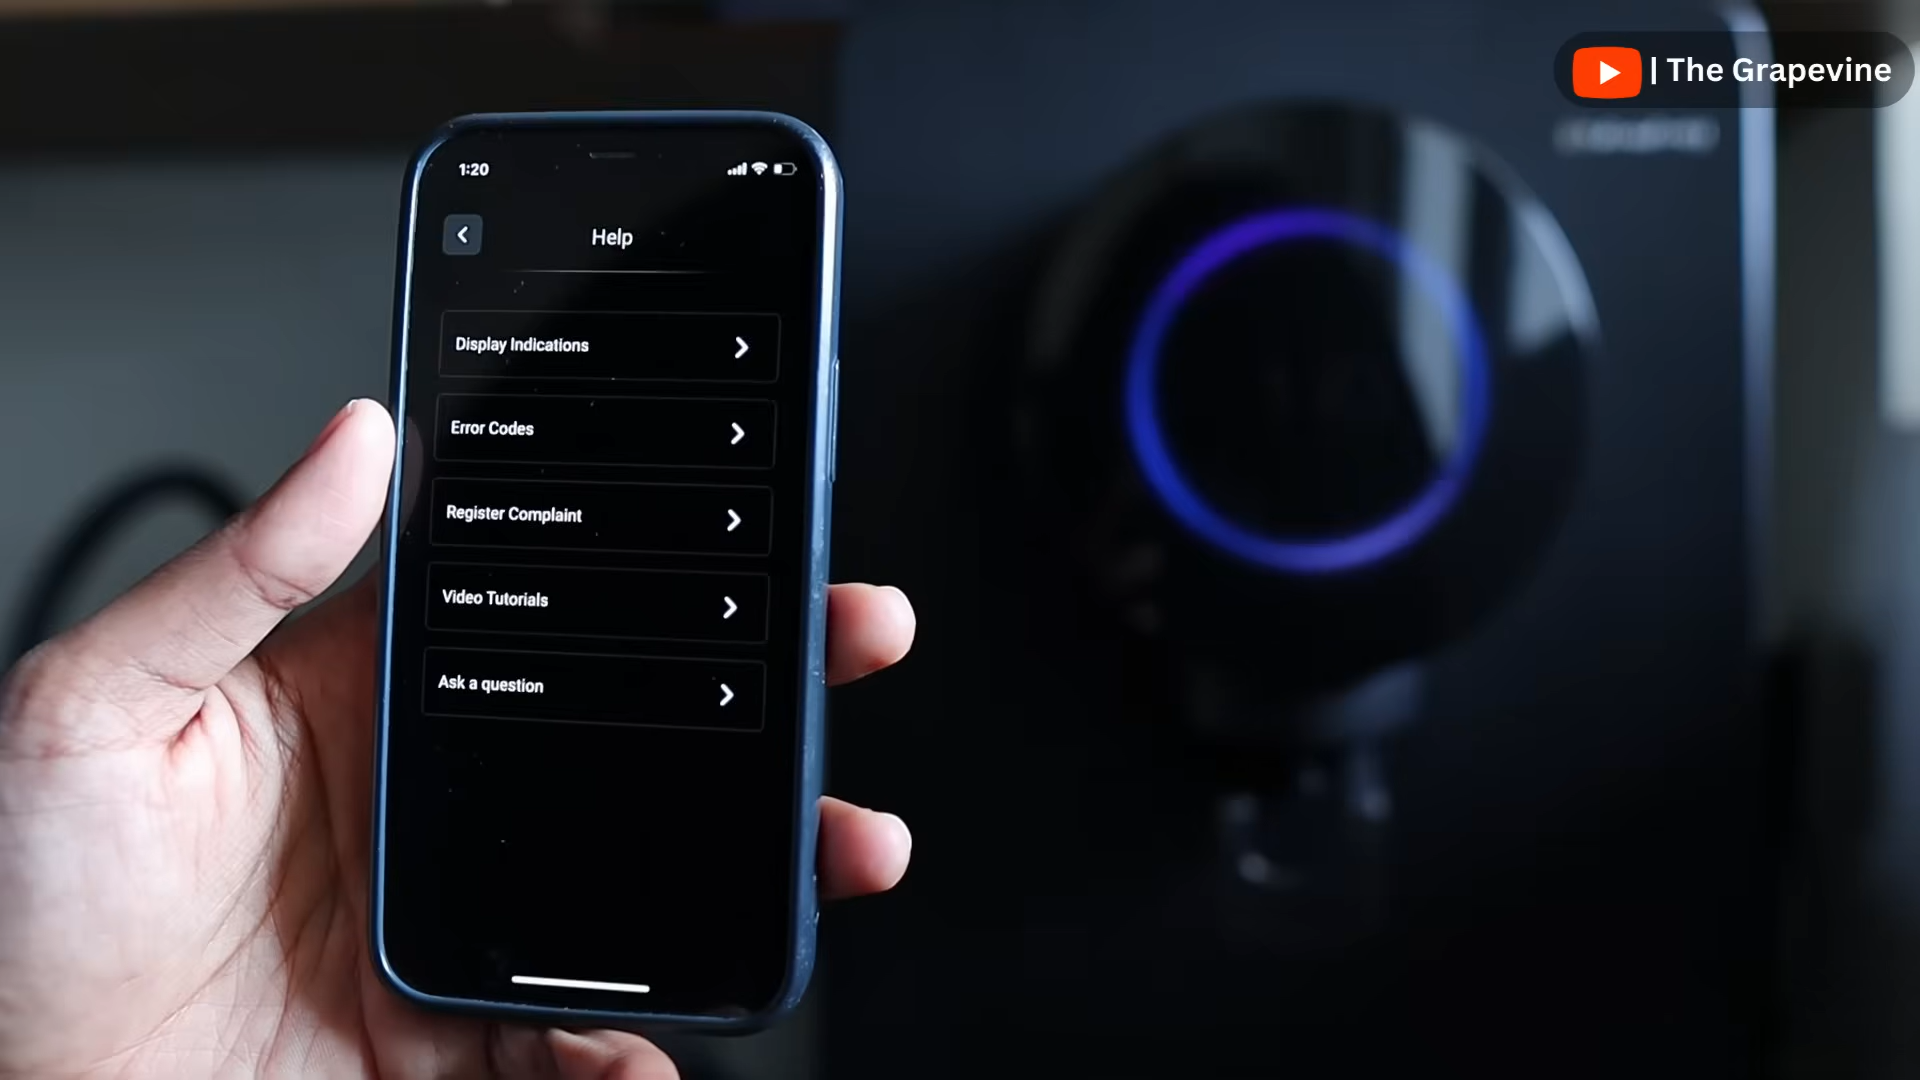 | The Grapevine
1:20
Help
Display Indications
Error Codes
Register Complaint
Video Tutorials
Ask a question